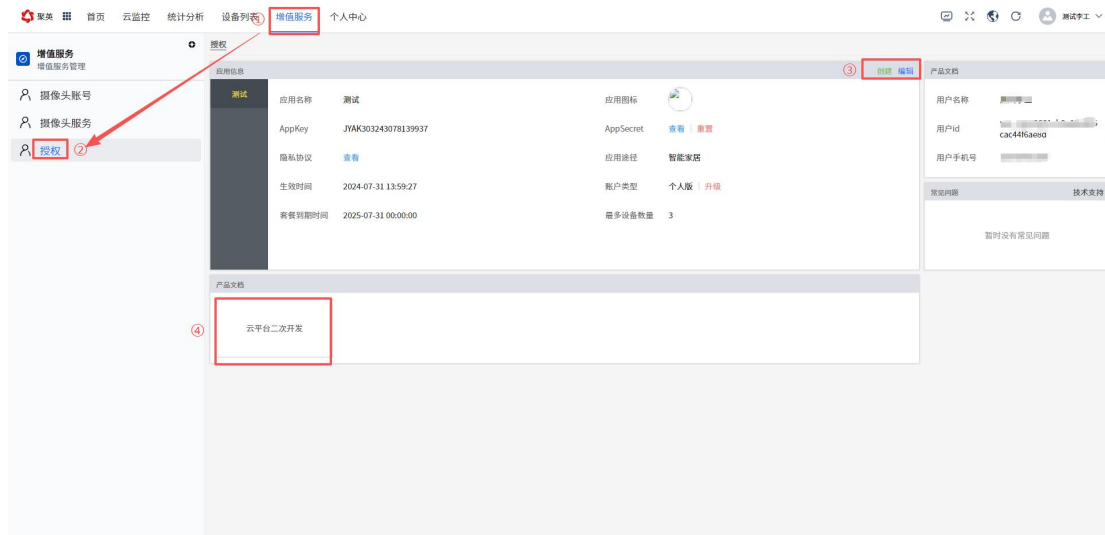 聚英 首页 云监控 统计分析 设备列表 ① 增值服务 个人中心 测试李工
增值服务
增值服务管理
摄像头账号
摄像头服务
授权 ②
授权
应用信息 ③ 创建 编辑
测试
应用名称 测试 应用图标
AppKey JYAK303243078139937 AppSecret 查看 | 重置
隐私协议 查看 应用途径 智能家居
生效时间 2024-07-31 13:59:27 账户类型 个人版 | 升级
套餐到期时间 2025-07-31 00:00:00 最多设备数量 3
产品文档
④ 云平台二次开发
产品文档
用户名称
用户id
用户手机号
常见问题 技术支持
暂时没有常见问题